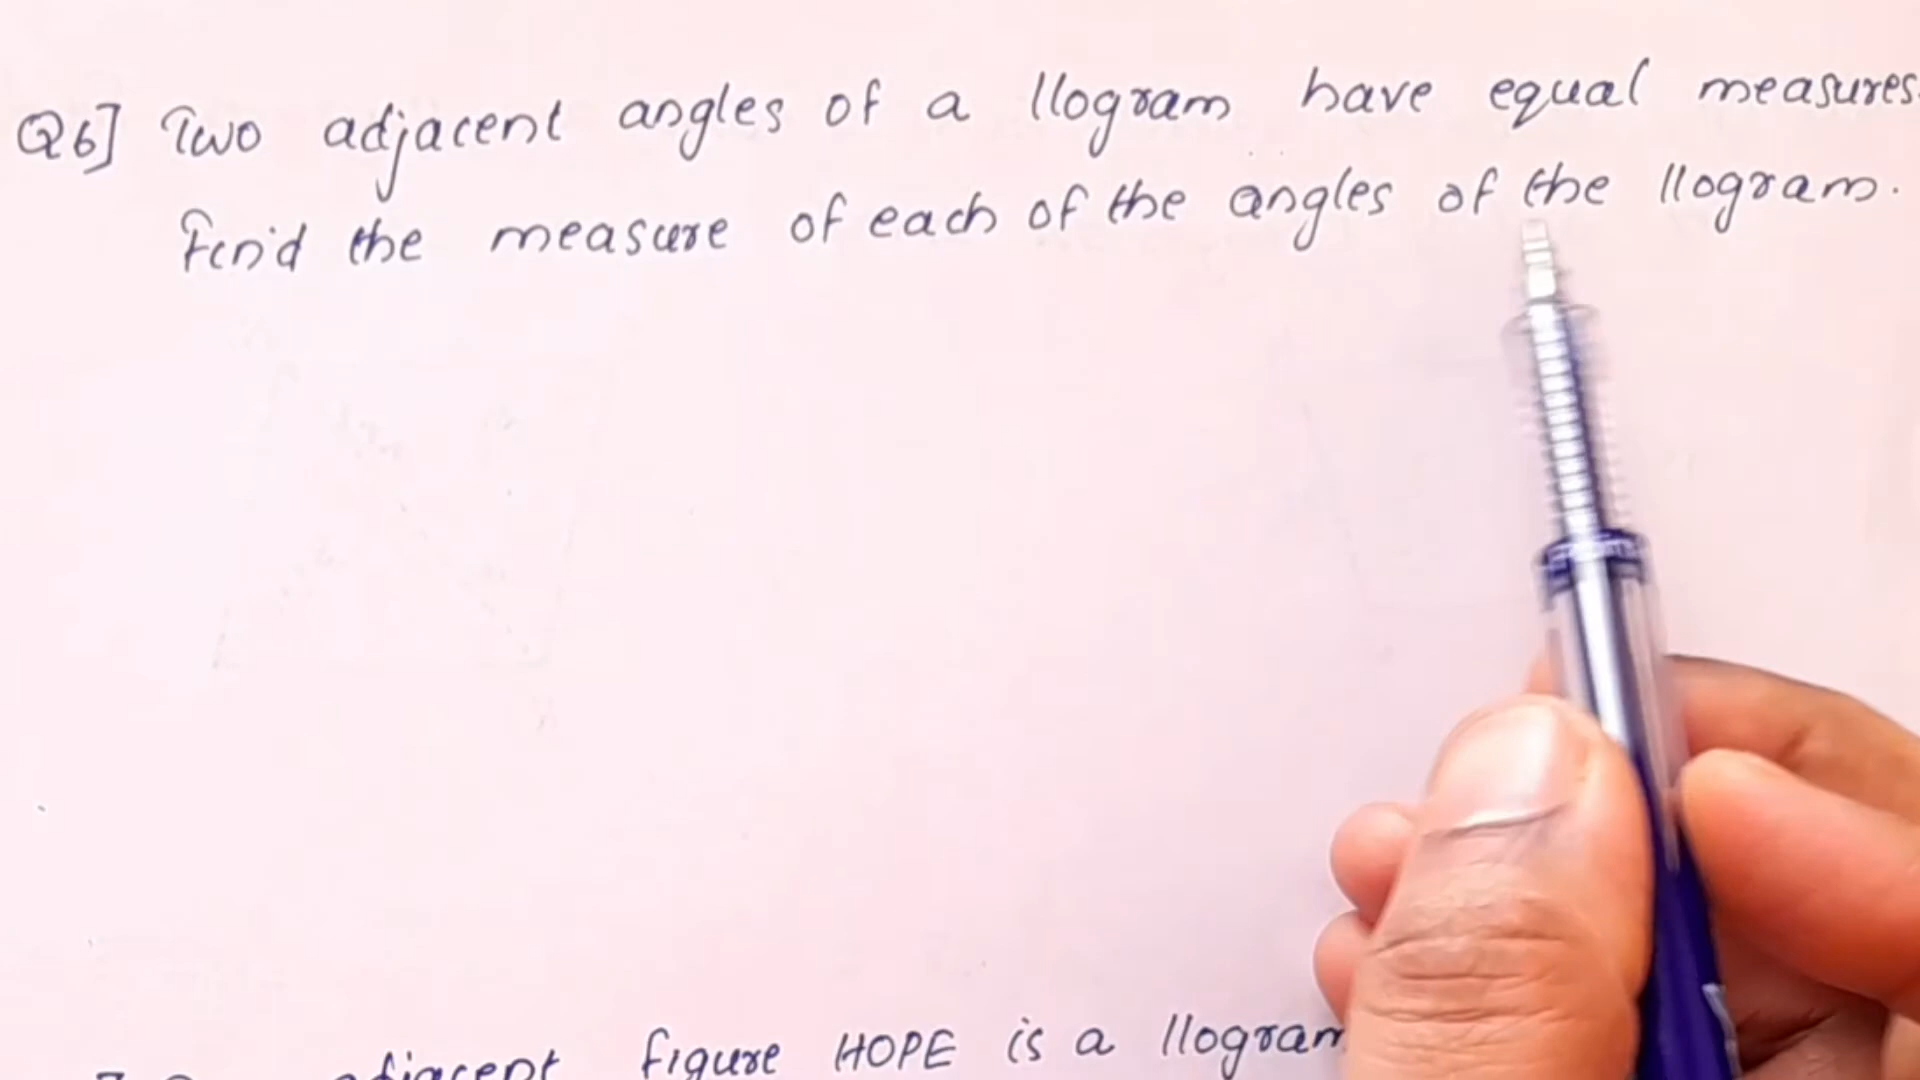 Q6] Two adjacent angles of a llogram have equal measures.
Find the measure of each of the angles of the llogram.
figure HOPE is a llogram